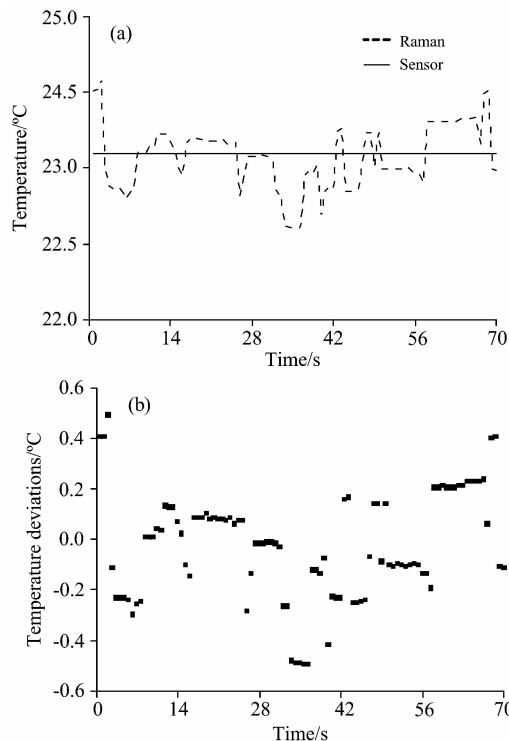 (a)
Raman
Sensor
Temperature/ºC
25.0
24.5
23.0
22.5
22.0
0 14 28 42 56 70
Time/s
(b)
Temperature deviations/ºC
0.6
0.4
0.2
0.0
-0.2
-0.4
-0.6
0 14 28 42 56 70
Time/s